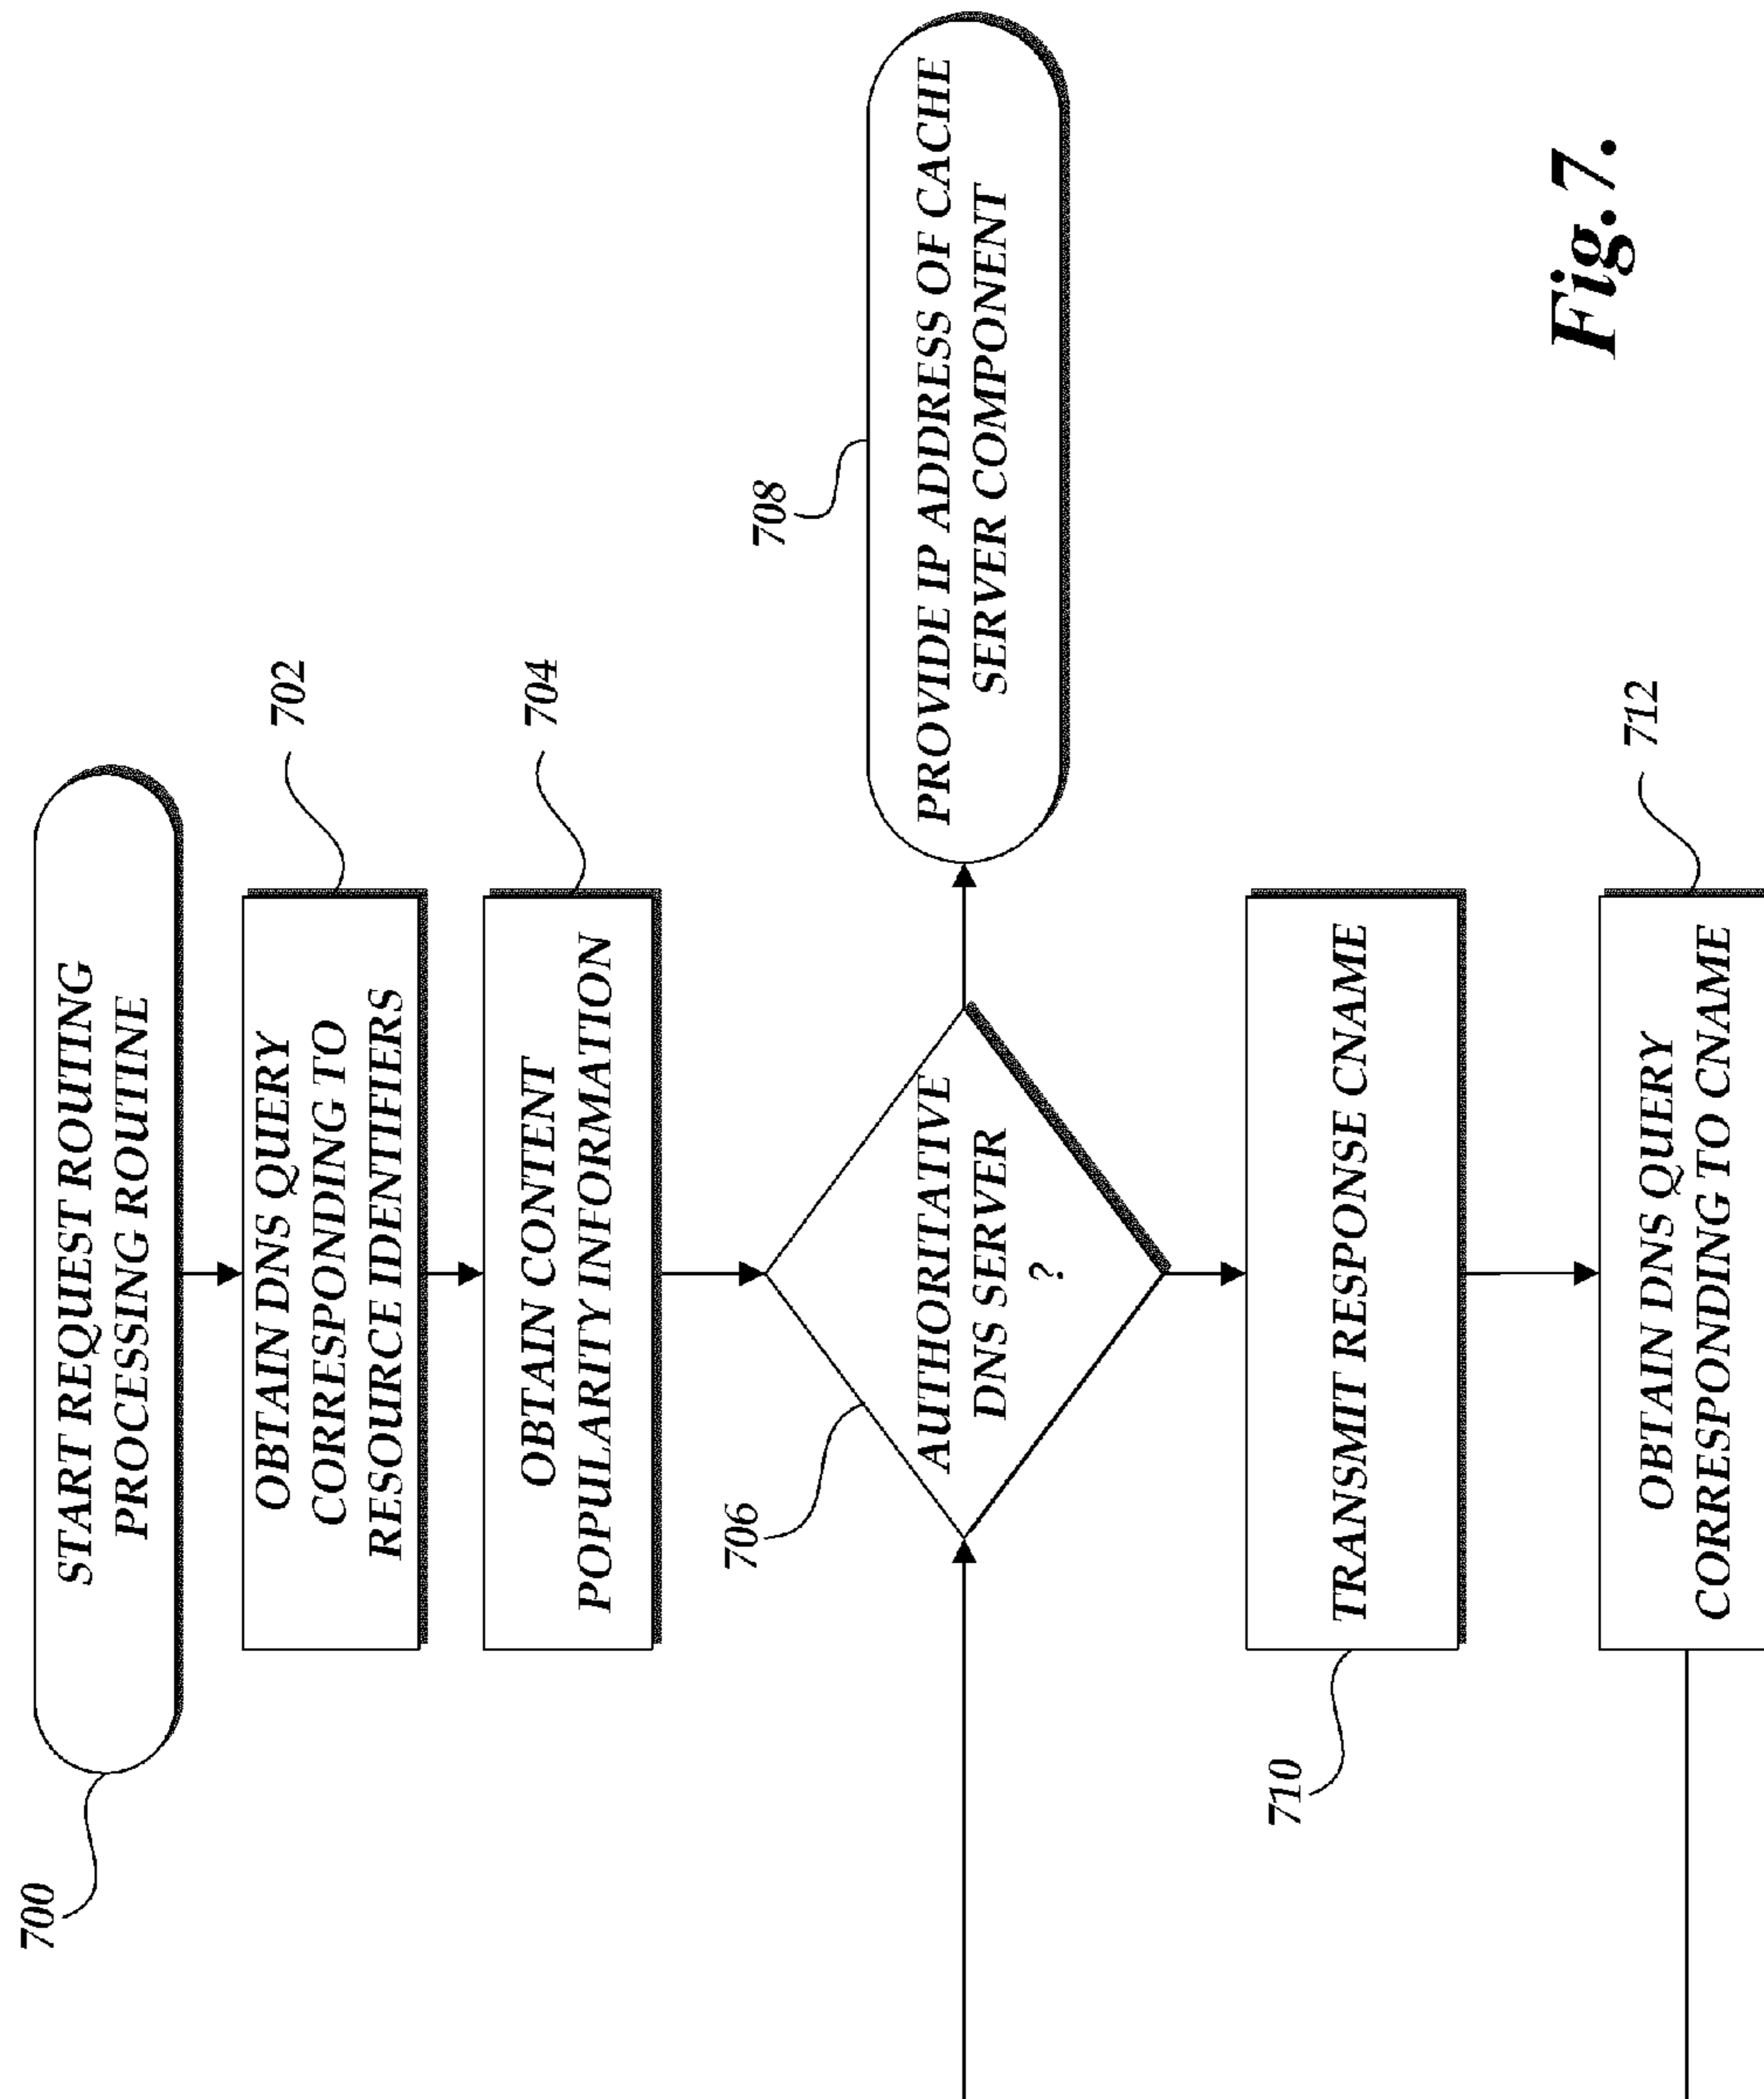 700
START REQUEST ROUTING
PROCESSING ROUTINE
702
OBTAIN DNS QUERY
CORRESPONDING TO
RESOURCE IDENTIFIERS
704
OBTAIN CONTENT
POPULARITY INFORMATION
706
AUTHORITATIVE
DNS SERVER
?
708
PROVIDE IP ADDRESS OF CACHE
SERVER COMPONENT
710
TRANSMIT RESPONSE CNAME
712
OBTAIN DNS QUERY
CORRESPONDING TO CNAME
Fig.7.